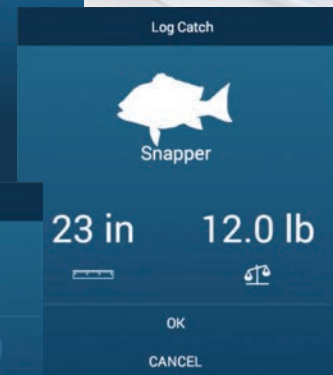 Log Catch
Snapper
23 in 12.0 lb
OK
CANCEL